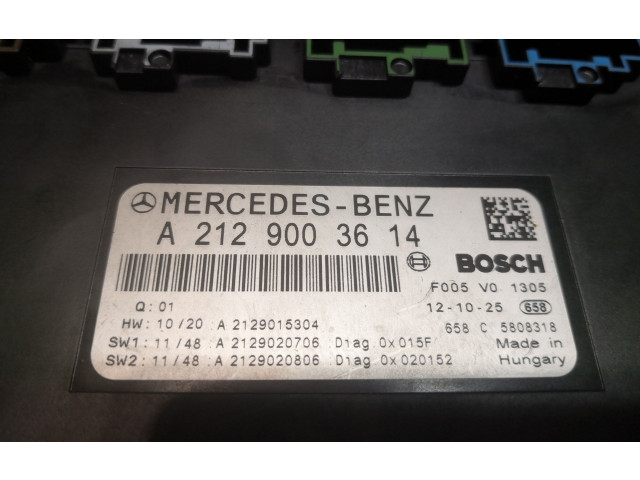 MERCEDES-BENZ
A 212 900 36 14
BOSCH
F005 V0 1305
Q: 01
12-10-25 658
HW: 10/20 : A 2129015304
658 C 5808318
SW1: 11/48 : A 2129020706 Diag.0x015F
Made in
SW2: 11/48 : A 2129020806 Diag.0x020152
Hungary